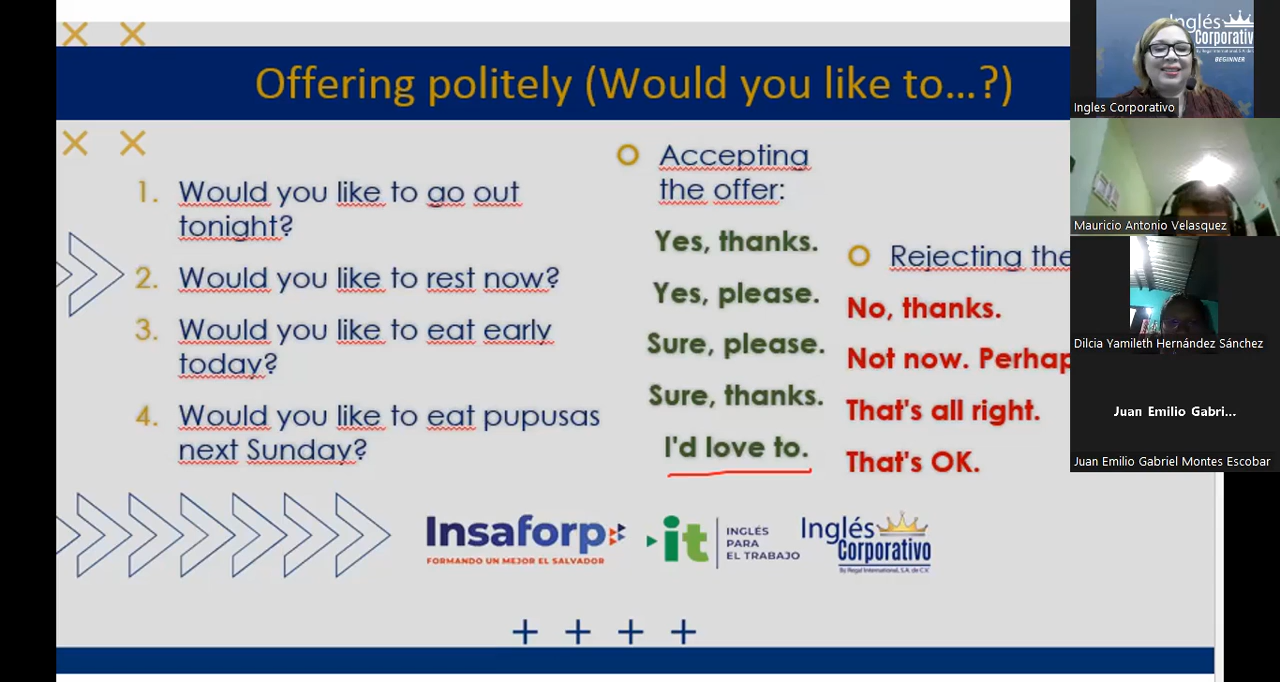 Offering politely (Would you like to...?)
1. Would you like to go out
tonight?
2. Would you like to rest now?
3. Would you like to eat early
today?
4. Would you like to eat pupusas
next Sunday?
Accepting
the offer:
Yes, thanks.
Yes, please.
Sure, please.
Sure, thanks.
I'd love to.
Rejecting the
No, thanks.
Not now. Perhap
That's all right.
That's OK.
Insaforp
FORMANDO UN MEJOR EL SALVADOR
it
INGLÉS
PARA
EL TRABAJO
Inglés
Corporativo
By Regal International, S.A. de C.V.
Inglés
Corporativ
BEGINNER
Ingles Corporativo
Mauricio Antonio Velasquez
Dilcia Yamileth Hernández Sánchez
Juan Emilio Gabri...
Juan Emilio Gabriel Montes Escobar